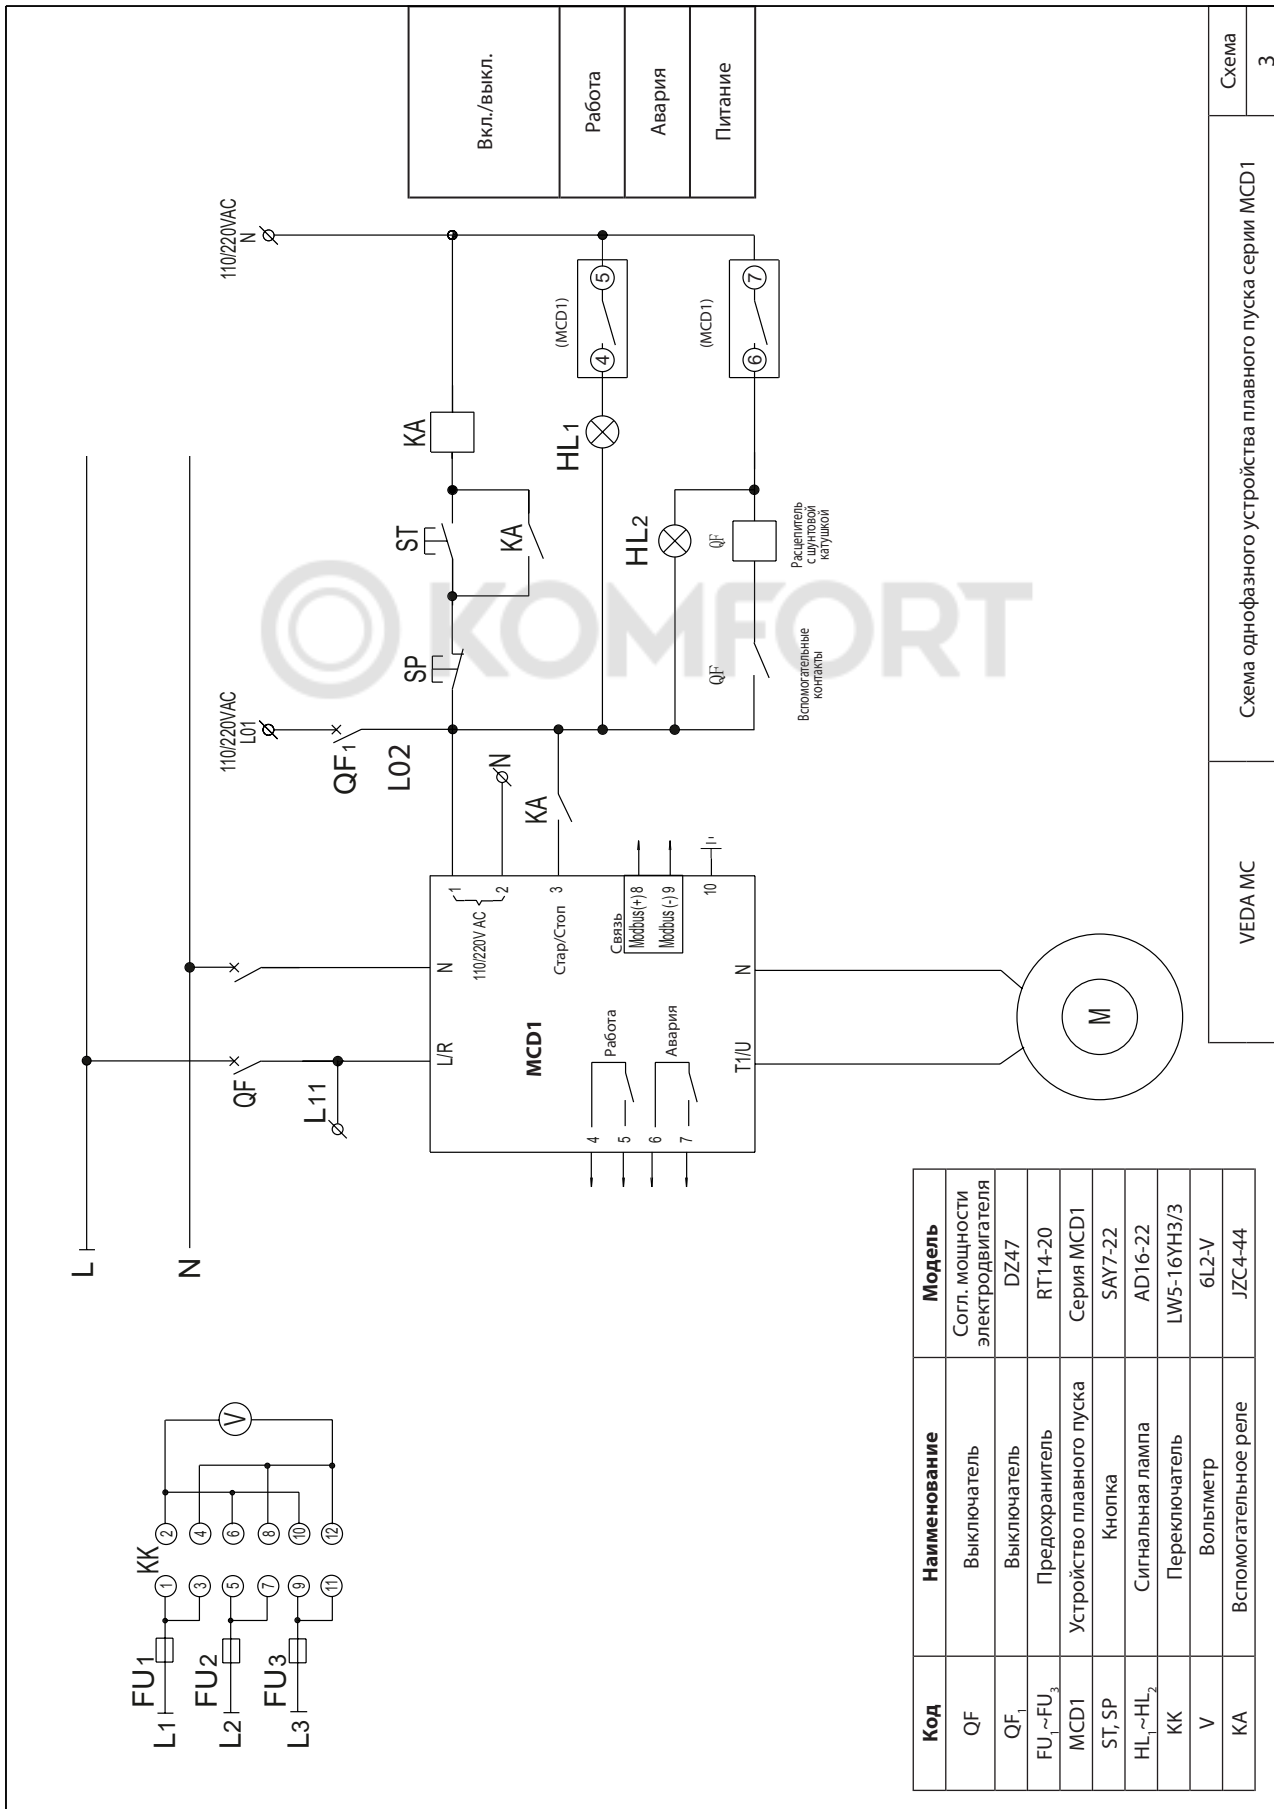 L1
L2
L3
FU1
FU2
FU3
KK
1
2
3
4
5
6
7
8
9
10
11
12
V
L
N
QF
L11
L/R
N
MCD1
110/220V AC
1
2
Стар/Стоп
3
Связь
Modbus(+) 8
Modbus (-) 9
10
Работа
Авария
4
5
6
7
T1/U
N
M
110/220VAC
L01
QF1
L02
N
KA
SP
ST
KA
KA
110/220VAC
N
HL1
(MCD1)
4
5
HL2
(MCD1)
6
7
QF
Вспомогательные
контакты
QF
Расцепитель
с шунтовой
катушкой
Вкл./выкл.
Работа
Авария
Питание
KOMFORT
Код Наименование Модель
QF Выключатель Согл. мощности
электродвигателя
QF1 Выключатель DZ47
FU1~FU3 Предохранитель RT14-20
MCD1 Устройство плавного пуска Серия MCD1
ST, SP Кнопка SAY7-22
HL1~HL2 Сигнальная лампа AD16-22
KK Переключатель LW5-16YH3/3
V Вольтметр 6L2-V
KA Вспомогательное реле JZC4-44
VEDA MC
Схема однофазного устройства плавного пуска серии MCD1
Схема
3